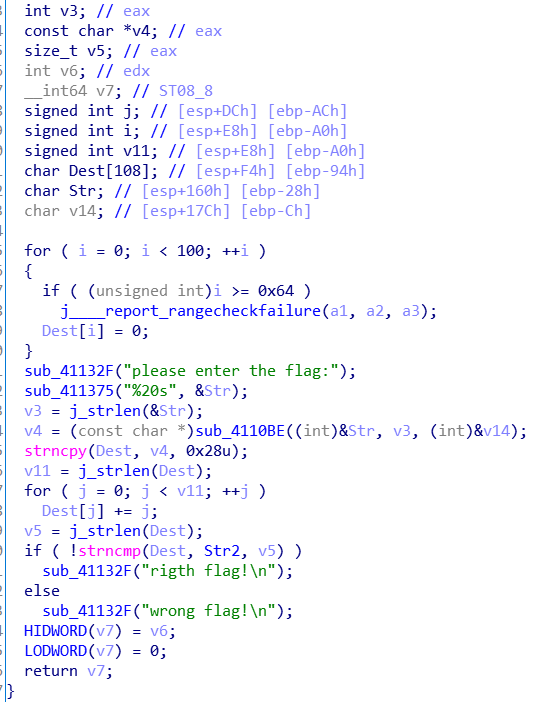 int v3; // eax
const char *v4; // eax
size_t v5; // eax
int v6; // edx
__int64 v7; // ST08_8
signed int j; // [esp+DCh] [ebp-ACh]
signed int i; // [esp+E8h] [ebp-A0h]
signed int v11; // [esp+E8h] [ebp-A0h]
char Dest[108]; // [esp+F4h] [ebp-94h]
char Str; // [esp+160h] [ebp-28h]
char v14; // [esp+17Ch] [ebp-Ch]
for ( i = 0; i < 100; ++i )
{
if ( (unsigned int)i >= 0x64 )
j____report_rangecheckfailure(a1, a2, a3);
Dest[i] = 0;
}
sub_41132F("please enter the flag:");
sub_411375("%20s", &Str);
v3 = j_strlen(&Str);
v4 = (const char *)sub_4110BE((int)&Str, v3, (int)&v14);
strncpy(Dest, v4, 0x28u);
v11 = j_strlen(Dest);
for ( j = 0; j < v11; ++j )
Dest[j] += j;
v5 = j_strlen(Dest);
if ( !strncmp(Dest, Str2, v5) )
sub_41132F("rigth flag!\n");
else
sub_41132F("wrong flag!\n");
HIDWORD(v7) = v6;
LODWORD(v7) = 0;
return v7;
}